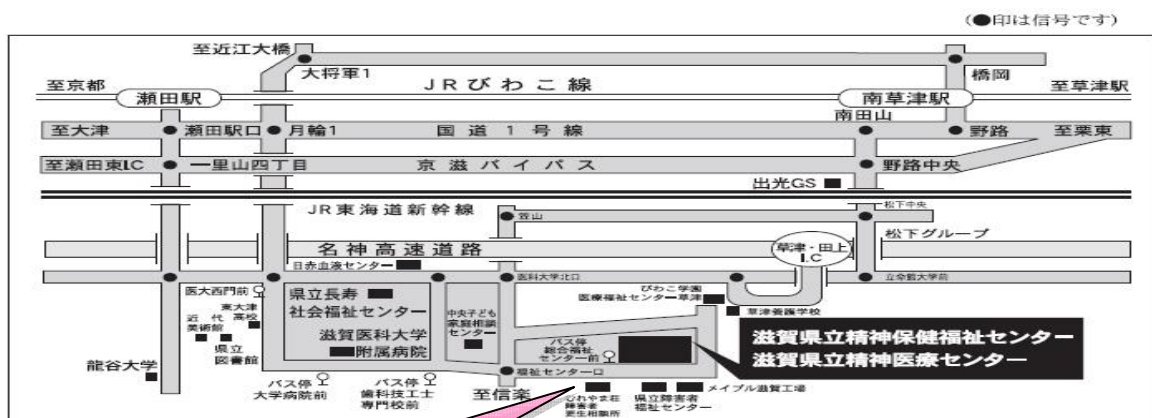 (●印は信号です)
至近江大橋
大将軍1
橋岡
至京都
JRびわこ線
至草津駅
瀬田駅
南草津駅
南田山
至大津
瀬田駅口
月輪1
国道1号線
野路
至栗東
至瀬田東I.C
一里山四丁目
京滋バイパス
野路中央
出光GS
JR東海道新幹線
笠山
松下中央
名神高速道路
草津・田上
I.C
松下グループ
日赤血液センター
医科大学北口
立命館大学前
びわこ学園
医療福祉センター草津
医大西門前
県立長寿
社会福祉センター
草津養護学校
東大津
高校
近代
美術館
中央子ども
家庭相談
センター
滋賀医科大学
附属病院
県立
図書館
バス停
総合福祉
センター前
滋賀県立精神保健福祉センター
滋賀県立精神医療センター
龍谷大学
福祉センター口
バス停
大学病院前
バス停
歯科技工士
専門校前
至信楽
むれやま荘
障害者
更生相談所
県立障害者
福祉センター
メイプル滋賀工場